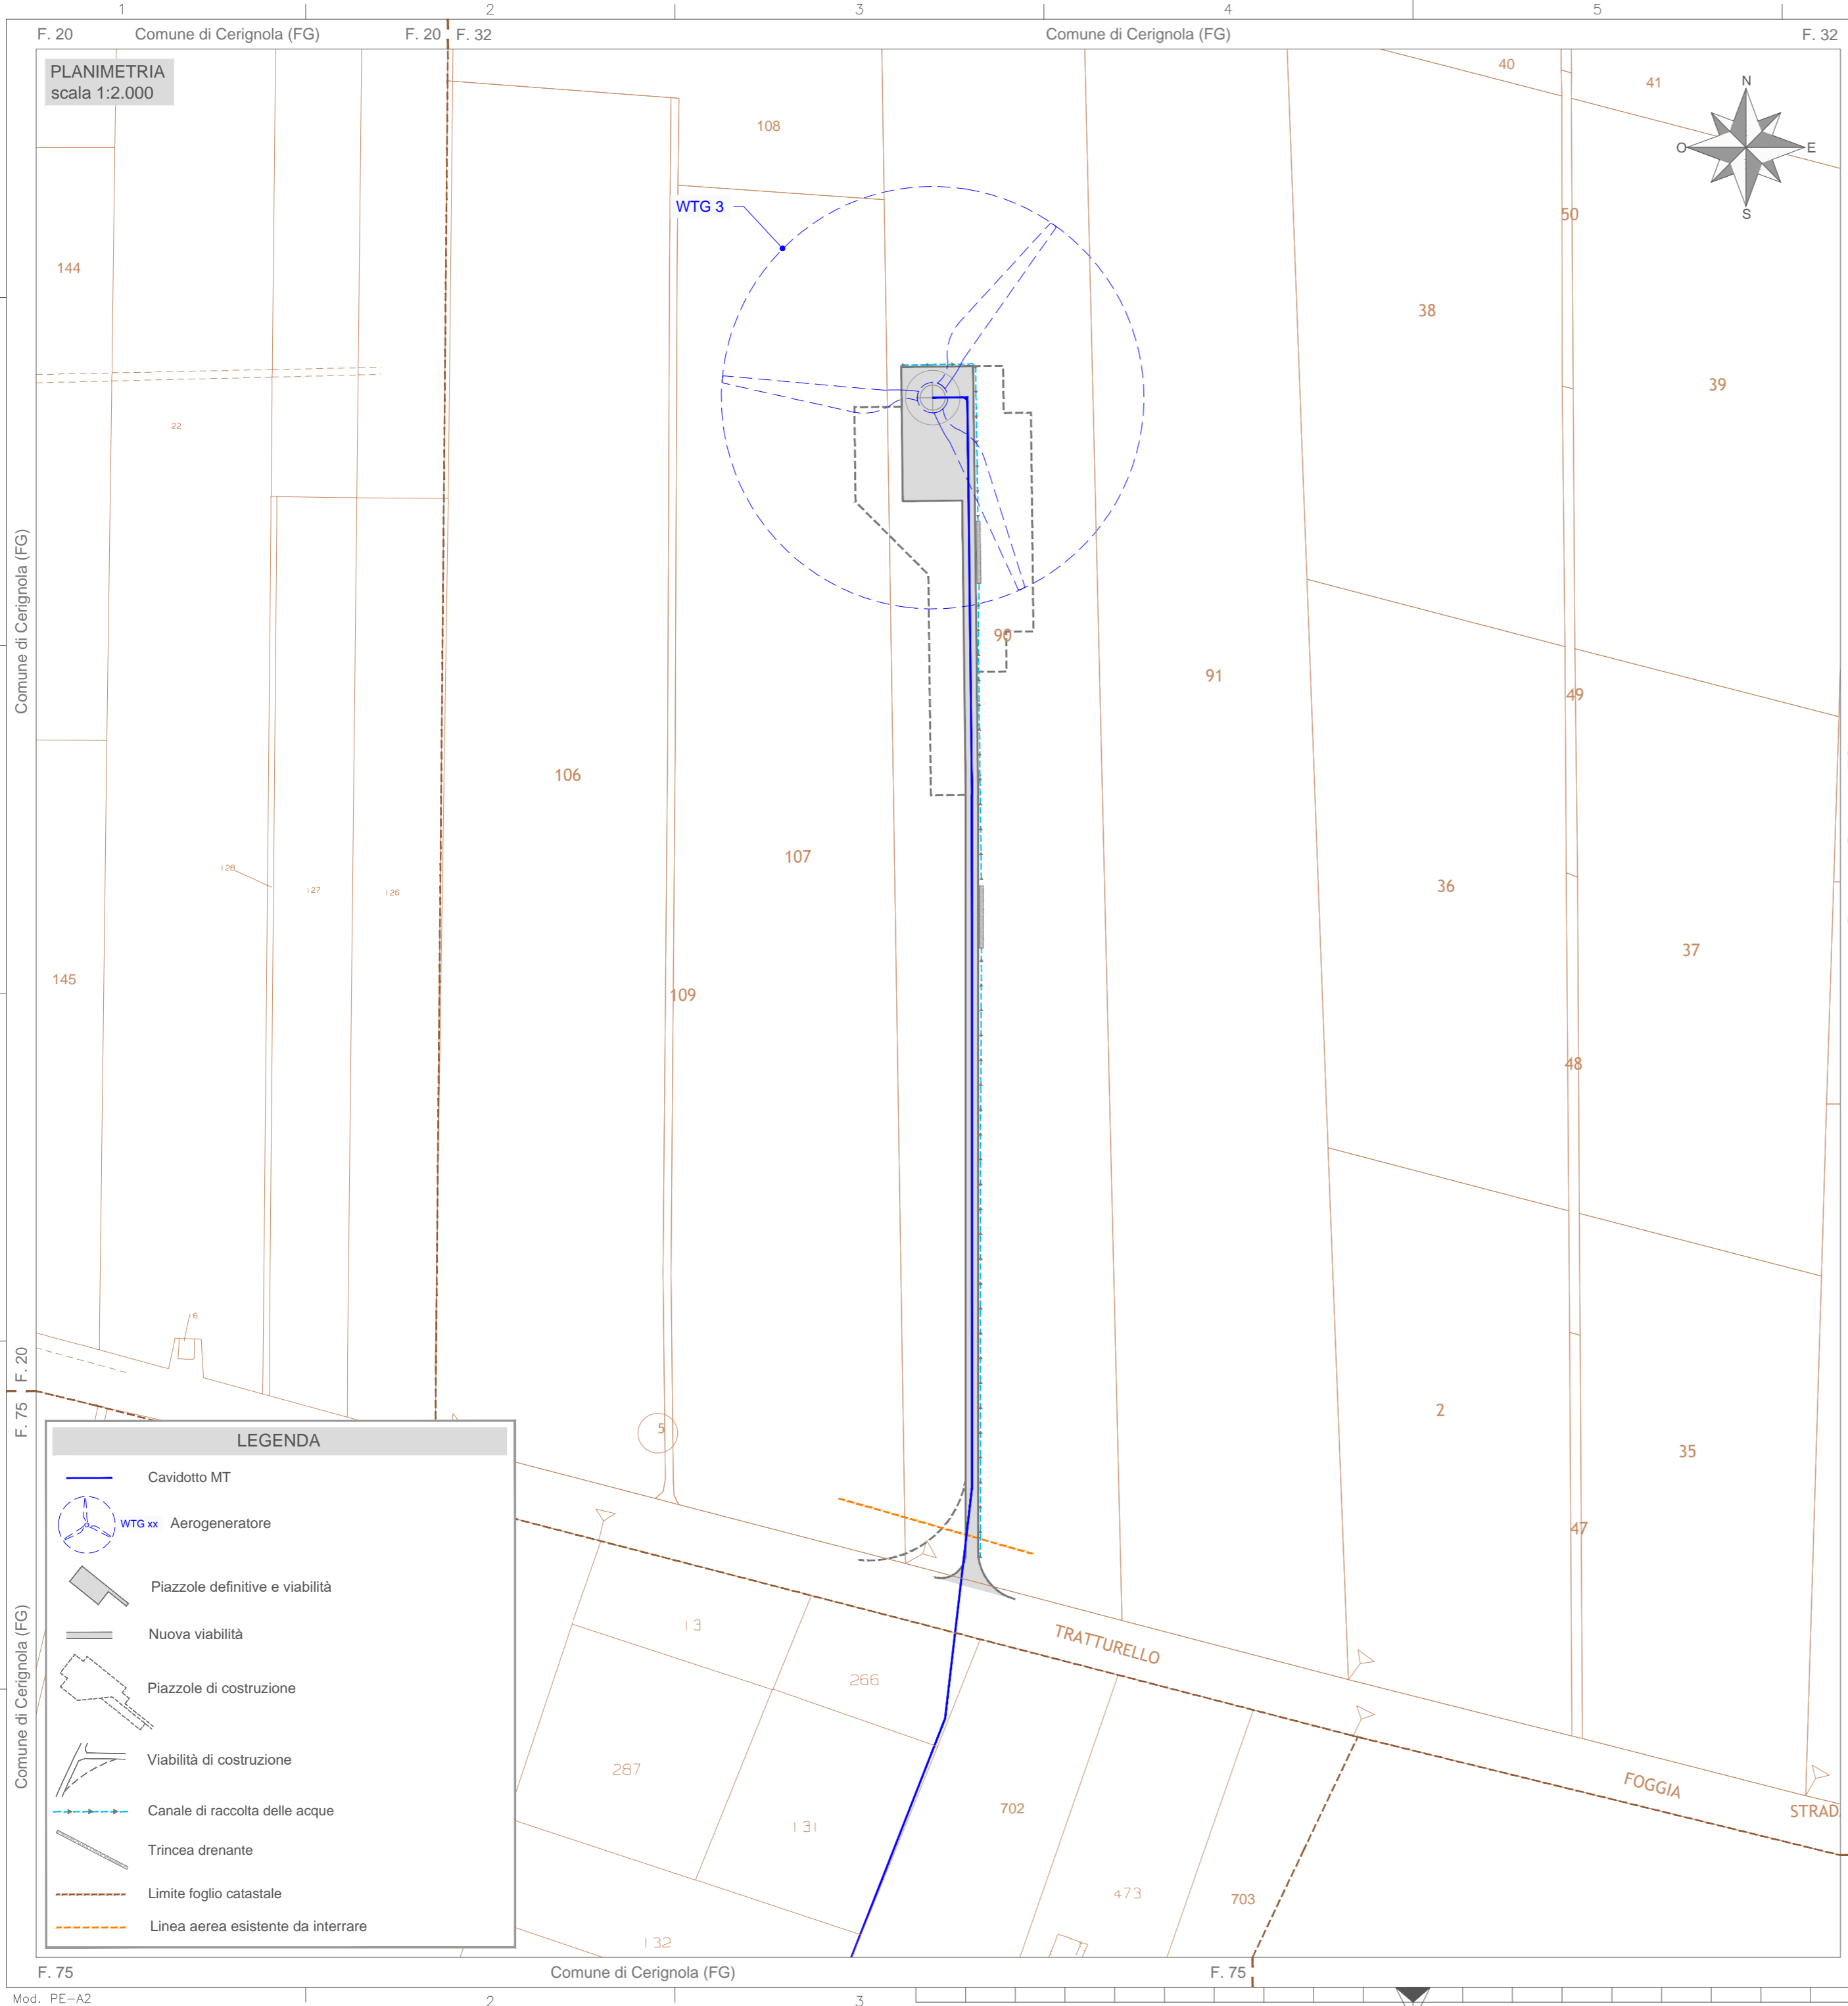 1 2 3 4 5
F. 20 Comune di Cerignola (FG) F. 20 F. 32 Comune di Cerignola (FG) F. 32
PLANIMETRIA
scala 1:2.000
40
41
N
O E
S
108
WTG 3
50
144
38
39
22
Comune di Cerignola (FG)
90
91
49
106
107
128
127
126
36
37
145
109
48
16
F. 20
F. 75
2
5
35
47
LEGENDA
Cavidotto MT
WTG xx Aerogeneratore
Piazzole definitive e viabilità
Nuova viabilità
Piazzole di costruzione
Viabilità di costruzione
Canale di raccolta delle acque
Trincea drenante
Limite foglio catastale
Linea aerea esistente da interrare
Comune di Cerignola (FG)
13
TRATTURELLO
266
287
FOGGIA
702
STRAD
131
473
703
132
F. 75 Comune di Cerignola (FG) F. 75
Mod. PE-A2
2 3